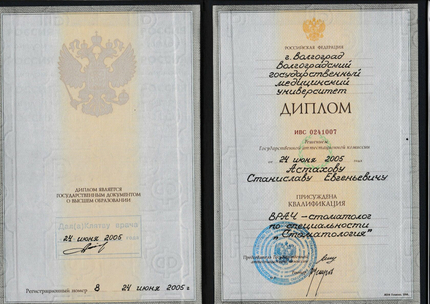 ДИПЛОМ ЯВЛЯЕТСЯ
ГОСУДАРСТВЕННЫМ ДОКУМЕНТОМ
О ВЫСШЕМ ОБРАЗОВАНИИ
врача
24 июня 2005 года
Регистрационный номер 8 24 июня 2005 г
РОССИЙСКАЯ ФЕДЕРАЦИЯ
г. Волгоград
Волгоградский
государственный
медицинский
университет
ДИПЛОМ
ИВС 0241007
Решением
Государственной аттестационной комиссии
от 24 июня 2005 года
Астахову
Станиславу Евгеньевичу
ПРИСУЖДЕНА
КВАЛИФИКАЦИЯ
ВРАЧ-стоматолог
по специальности
"Стоматология"